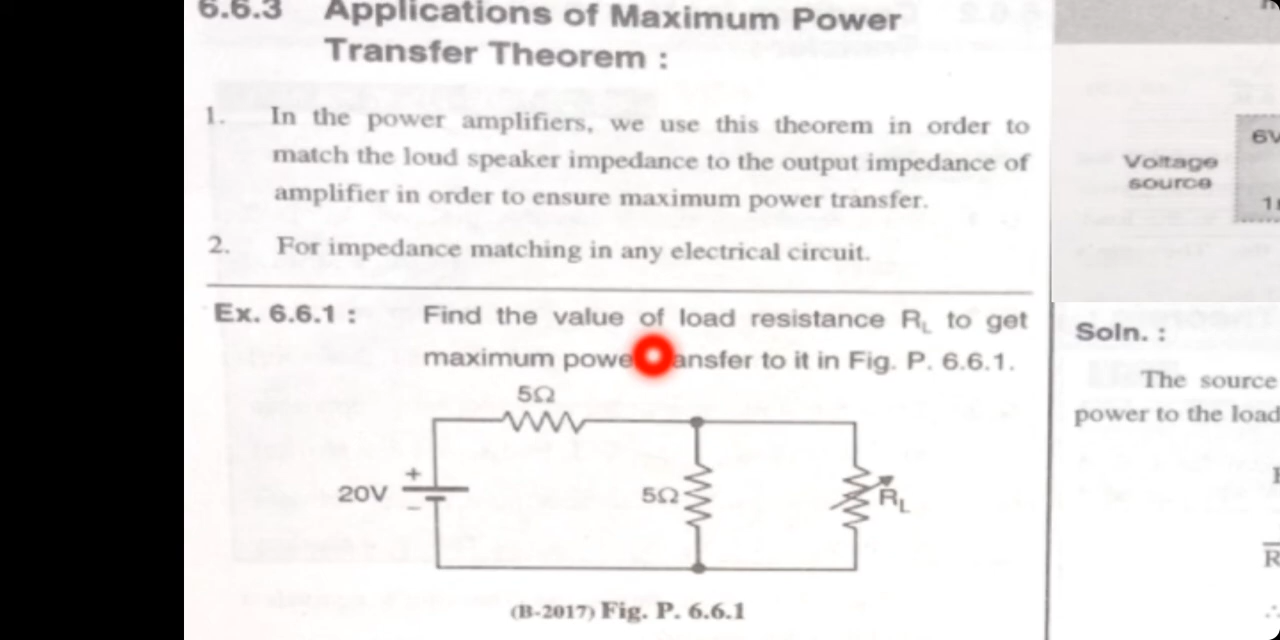 6.6.3 Applications of Maximum Power
Transfer Theorem :
1. In the power amplifiers, we use this theorem in order to
match the loud speaker impedance to the output impedance of
amplifier in order to ensure maximum power transfer.
2. For impedance matching in any electrical circuit.
Ex. 6.6.1 : Find the value of load resistance RL to get
maximum powe ansfer to it in Fig. P. 6.6.1.
5Ω
+
20V
−
5Ω
RL
(B-2017) Fig. P. 6.6.1
6V
Voltage
source
Soln. :
The source
power to the load
R
∴